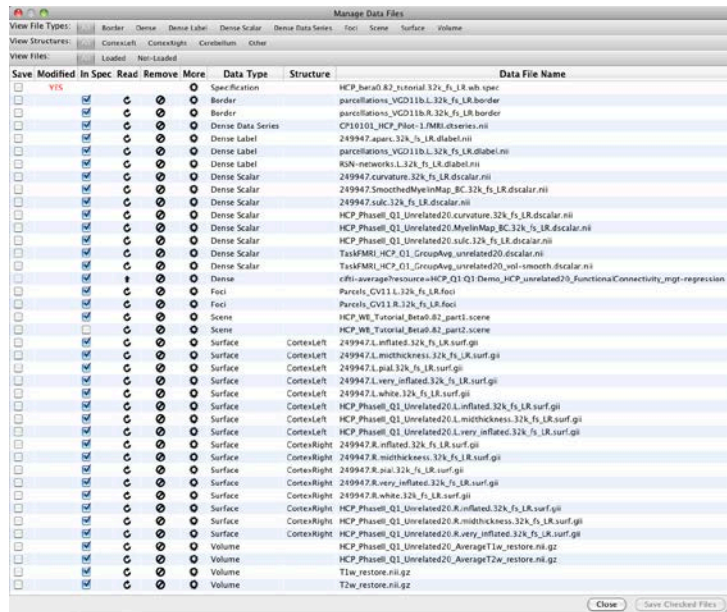 Manage Data Files
View File Types: All Border Dense Dense Label Dense Scalar Dense Data Series Foci Scene Surface Volume
View Structures: All CortexLeft CortexRight Cerebellum Other
View Files: All Loaded Not-Loaded
Save Modified In Spec Read Remove More Data Type Structure Data File Name
YES Specification HCP_beta0.82_tutorial.32k_fs_LR.wb.spec
Border parcellations_VGD11b.L.32k_fs_LR.border
Border parcellations_VGD11b.R.32k_fs_LR.border
Dense Data Series CP10101_HCP_Pilot-1.fMRI.dtseries.nii
Dense Label 249947.aparc.32k_fs_LR.dlabel.nii
Dense Label parcellations_VGD11b.32k_fs_LR.dlabel.nii
Dense Label RSN-networks.L.32k_fs_LR.dlabel.nii
Dense Scalar 249947.curvature.32k_fs_LR.dscalar.nii
Dense Scalar 249947.SmoothedMyelinMap_BC.32k_fs_LR.dscalar.nii
Dense Scalar 249947.sulc.32k_fs_LR.dscalar.nii
Dense Scalar HCP_PhaseII_Q1_Unrelated20.curvature.32k_fs_LR.dscalar.nii
Dense Scalar HCP_PhaseII_Q1_Unrelated20.MyelinMap_BC.32k_fs_LR.dscalar.nii
Dense Scalar HCP_PhaseII_Q1_Unrelated20.sulc.32k_fs_LR.dscalar.nii
Dense Scalar TaskFMRI_HCP_Q1_GroupAvg_unrelated20.dscalar.nii
Dense Scalar TaskFMRI_HCP_Q1_GroupAvg_unrelated20_vol-smooth.dscalar.nii
Dense cifti-average?resource=HCP_Q1:Q1:Demo_HCP_unrelated20_FunctionalConnectivity_mgt-regression
Foci Parcels_GV11.L.32k_fs_LR.foci
Foci Parcels_GV11.R.32k_fs_LR.foci
Scene HCP_WB_Tutorial_Beta0.82_part1.scene
Scene HCP_WB_Tutorial_Beta0.82_part2.scene
Surface CortexLeft 249947.L.inflated.32k_fs_LR.surf.gii
Surface CortexLeft 249947.L.midthickness.32k_fs_LR.surf.gii
Surface CortexLeft 249947.L.pial.32k_fs_LR.surf.gii
Surface CortexLeft 249947.L.very_inflated.32k_fs_LR.surf.gii
Surface CortexLeft 249947.L.white.32k_fs_LR.surf.gii
Surface CortexLeft HCP_PhaseII_Q1_Unrelated20.L.inflated.32k_fs_LR.surf.gii
Surface CortexLeft HCP_PhaseII_Q1_Unrelated20.L.midthickness.32k_fs_LR.surf.gii
Surface CortexLeft HCP_PhaseII_Q1_Unrelated20.L.very_inflated.32k_fs_LR.surf.gii
Surface CortexRight 249947.R.inflated.32k_fs_LR.surf.gii
Surface CortexRight 249947.R.midthickness.32k_fs_LR.surf.gii
Surface CortexRight 249947.R.pial.32k_fs_LR.surf.gii
Surface CortexRight 249947.R.very_inflated.32k_fs_LR.surf.gii
Surface CortexRight 249947.R.white.32k_fs_LR.surf.gii
Surface CortexRight HCP_PhaseII_Q1_Unrelated20.R.inflated.32k_fs_LR.surf.gii
Surface CortexRight HCP_PhaseII_Q1_Unrelated20.R.midthickness.32k_fs_LR.surf.gii
Surface CortexRight HCP_PhaseII_Q1_Unrelated20.R.very_inflated.32k_fs_LR.surf.gii
Volume HCP_PhaseII_Q1_Unrelated20_AverageT1w_restore.nii.gz
Volume HCP_PhaseII_Q1_Unrelated20_AverageT2w_restore.nii.gz
Volume T1w_restore.nii.gz
Volume T2w_restore.nii.gz
Close Save Checked Files